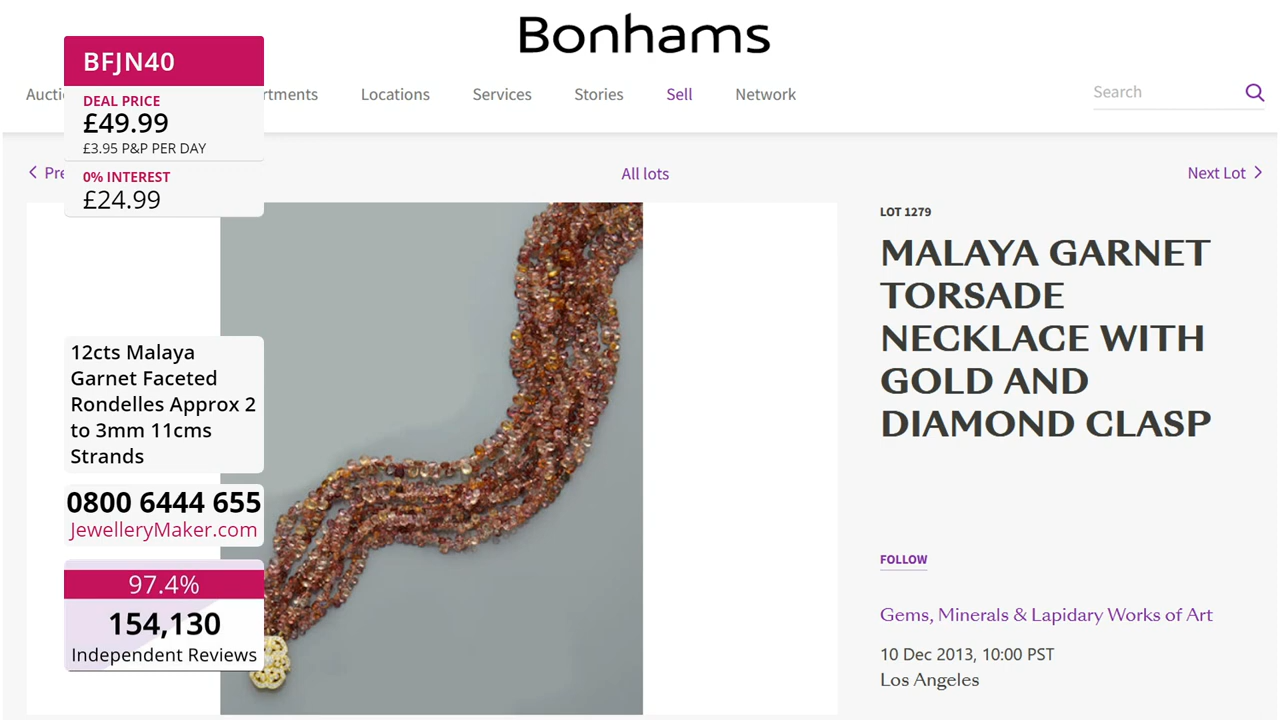 Bonhams
BFJN40
DEAL PRICE
£49.99
£3.95 P&P PER DAY
0% INTEREST
£24.99
Locations
Services
Stories
Sell
Network
Search
All lots
Next Lot
LOT 1279
MALAYA GARNET
TORSADE
NECKLACE WITH
GOLD AND
DIAMOND CLASP
FOLLOW
Gems, Minerals & Lapidary Works of Art
10 Dec 2013, 10:00 PST
Los Angeles
12cts Malaya
Garnet Faceted
Rondelles Approx 2
to 3mm 11cms
Strands
0800 6444 655
JewelleryMaker.com
97.4%
154,130
Independent Reviews